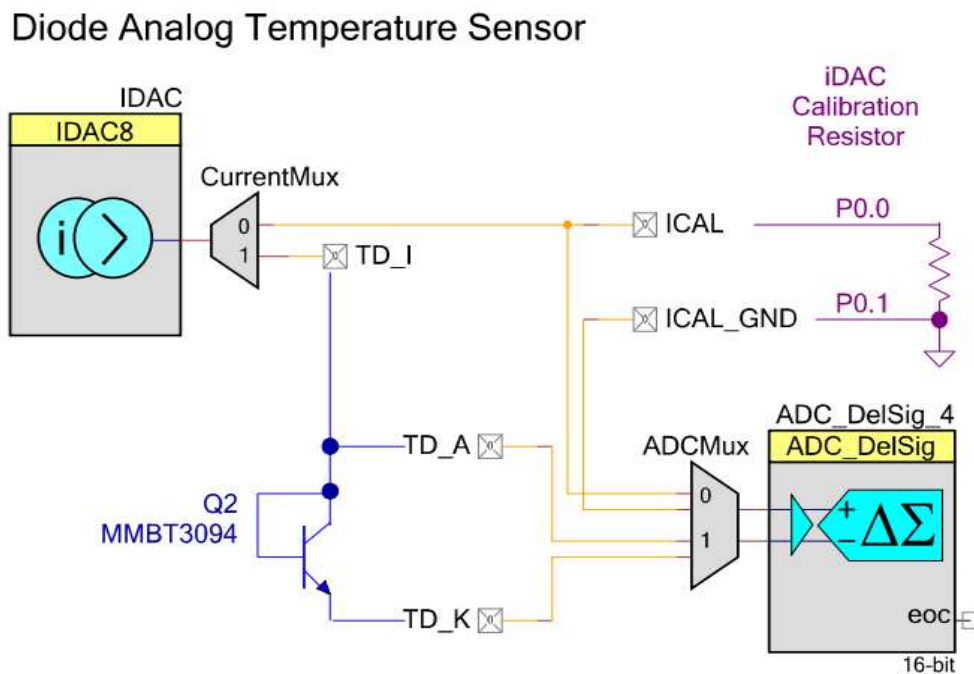 Diode Analog Temperature Sensor
IDAC
IDAC8
i
CurrentMux
0
1
TD_I
iDAC
Calibration
Resistor
ICAL
P0.0
ICAL_GND
P0.1
Q2
MMBT3094
TD_A
TD_K
ADCMux
0
1
ADC_DelSig_4
ADC_DelSig
+
−
ΔΣ
eoc
16-bit